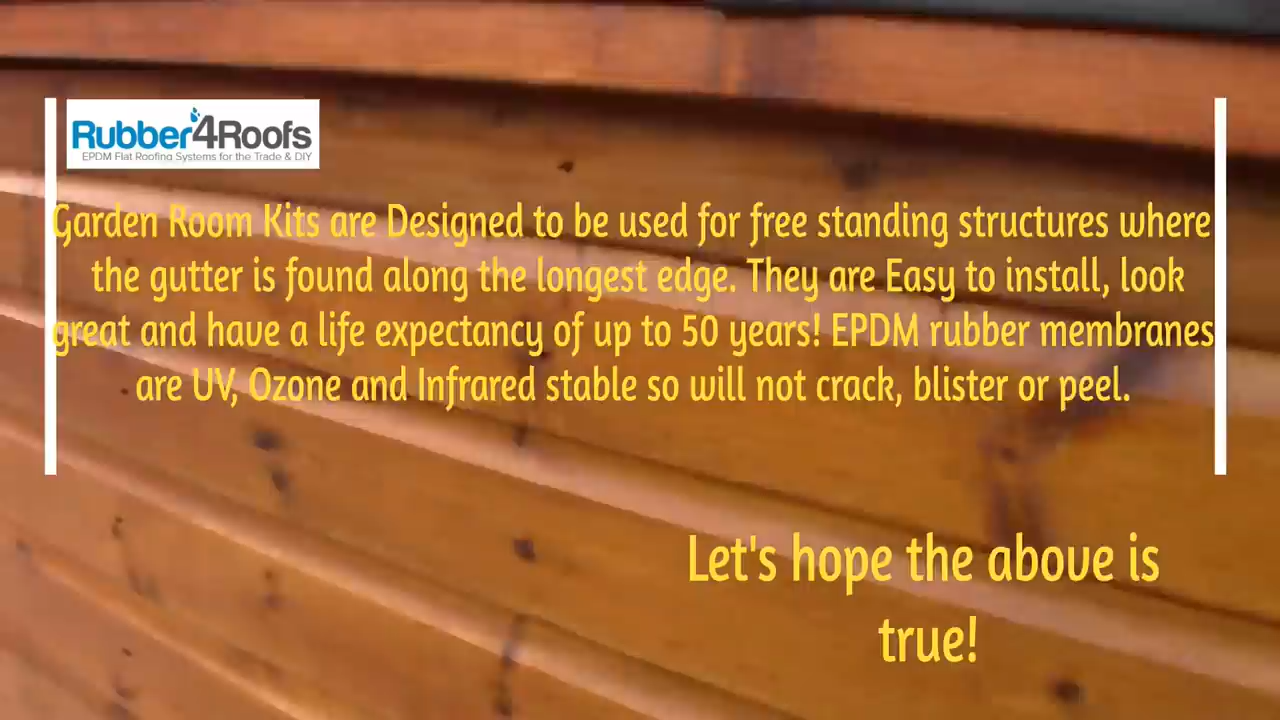 Rubber4Roofs
EPDM Flat Roofing Systems for the Trade & DIY
Garden Room Kits are Designed to be used for free standing structures where
the gutter is found along the longest edge. They are Easy to install, look
great and have a life expectancy of up to 50 years! EPDM rubber membranes
are UV, Ozone and Infrared stable so will not crack, blister or peel.
Let's hope the above is
true!